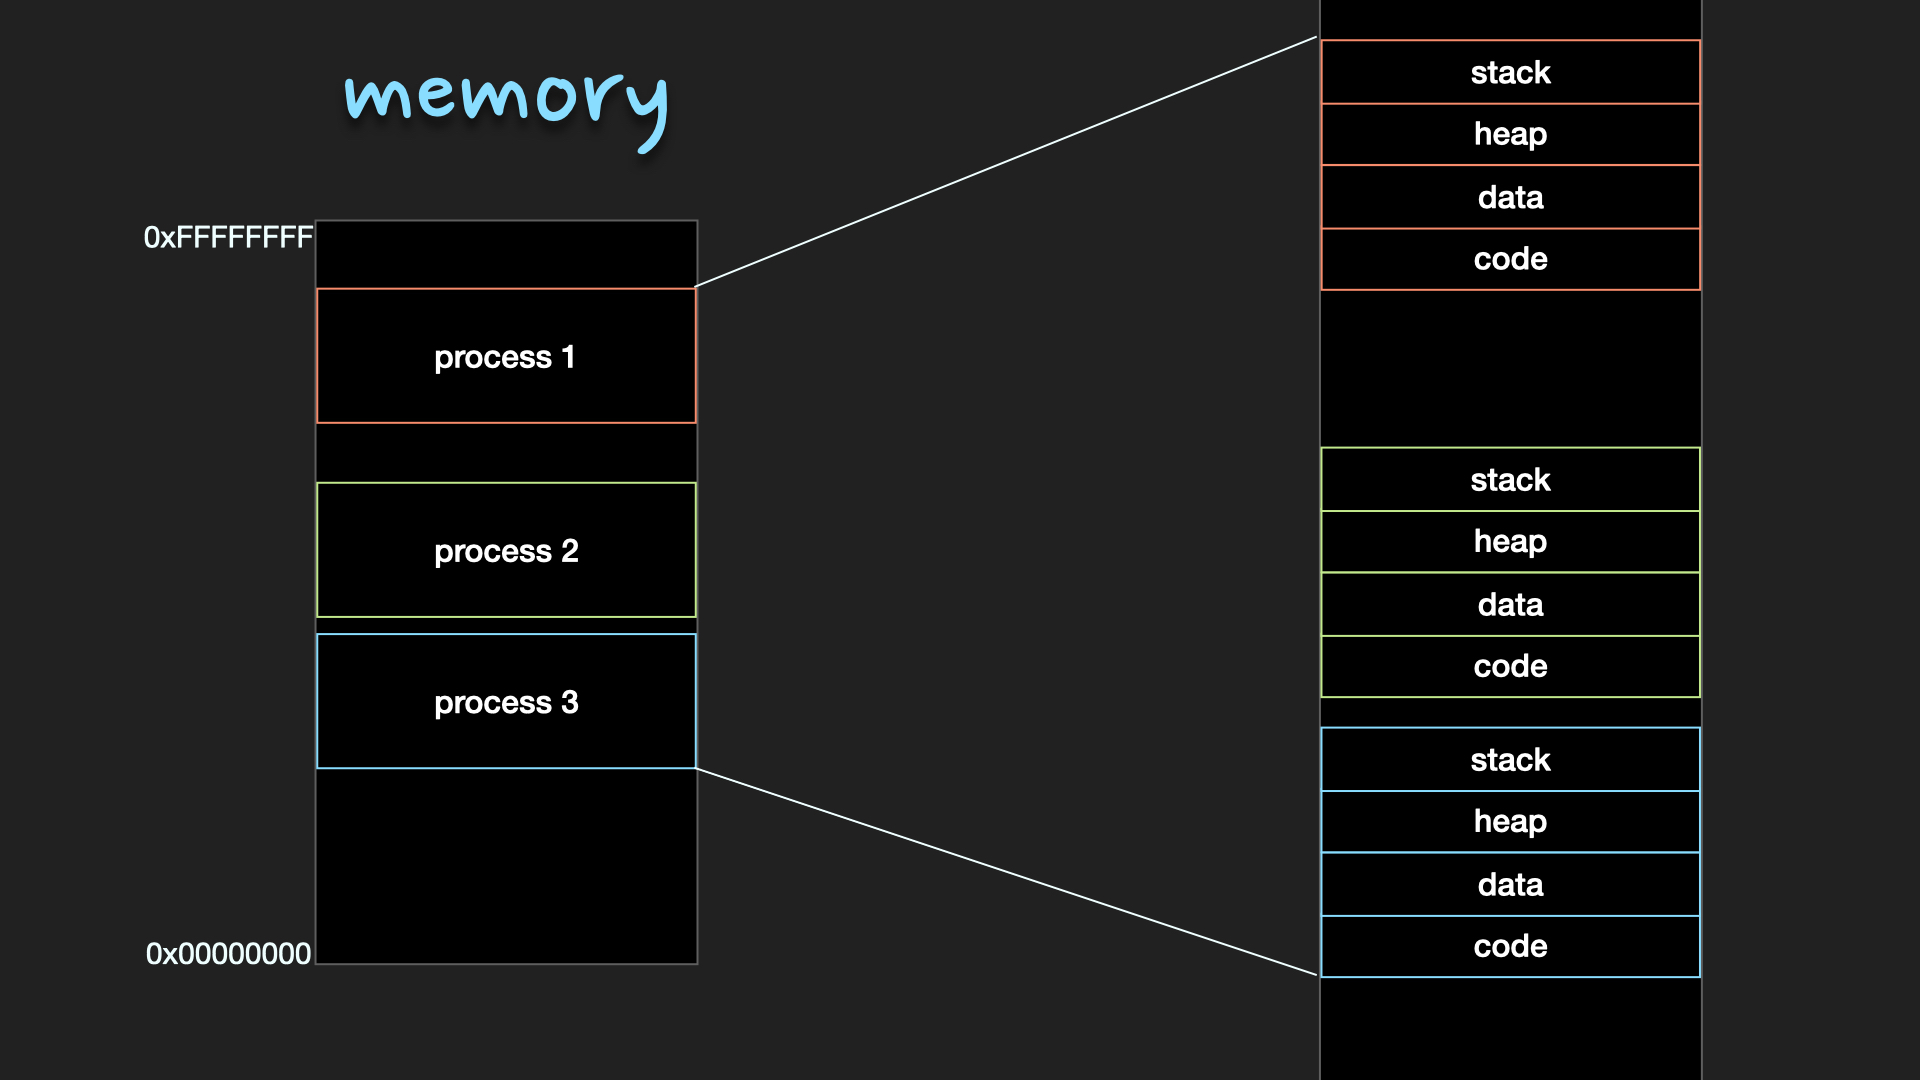 memory
0xFFFFFFFF
process 1
process 2
process 3
0x00000000
stack
heap
data
code
stack
heap
data
code
stack
heap
data
code